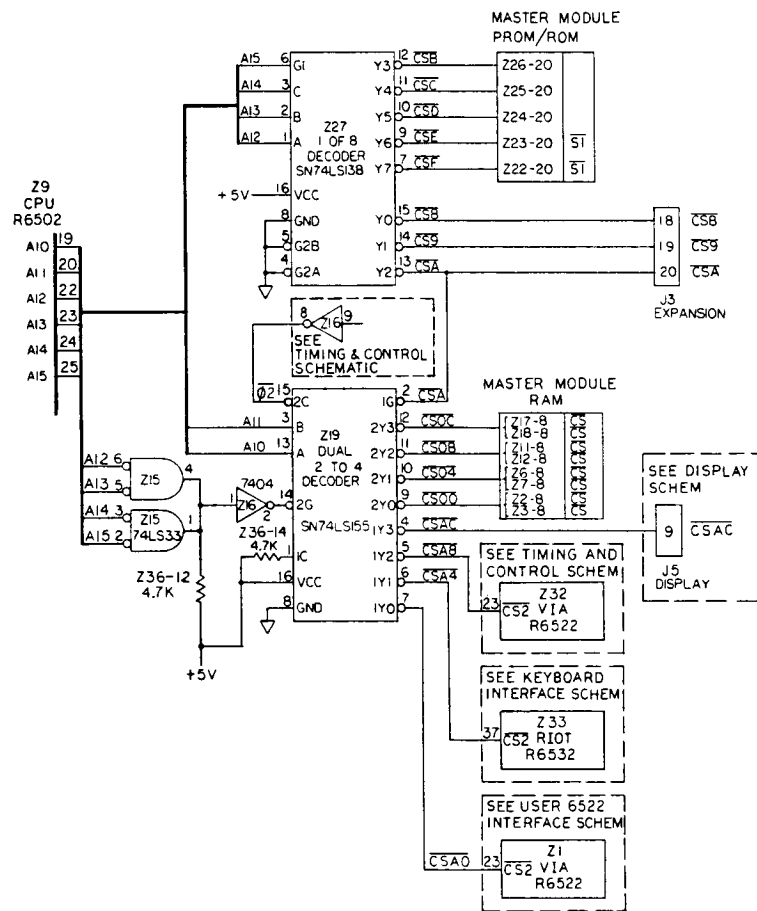 MASTER MODULE
PROM/ROM
A15 6 GI Y3 12 CSB Z26-20
A14 3 C Y4 11 CSC Z25-20
A13 2 B Y5 10 CSD Z24-20
A12 1 A Y6 9 CSE Z23-20 S1
Y7 7 CSF Z22-20 S1
Z27
1 OF 8
DECODER
SN74LS138
+5V 16 VCC
8 GND Y0 15 CS8 18 CS8
5 G2B Y1 14 CS9 19 CS9
4 G2A Y2 13 CSA 20 CSA
J3
EXPANSION
Z9
CPU
R6502
A10 19
A11 20
A12 22
A13 23
A14 24
A15 25
8 Z16 9
SEE
TIMING & CONTROL
SCHEMATIC
MASTER MODULE
RAM
Ø2 15 2C 1G 2 CSA
A11 3 B 2Y3 12 CS0C Z17-8 CS
Z18-8 CS
A10 13 A 2Y2 11 CS08 Z11-8 CS
Z12-8 CS
2Y1 10 CS04 Z6-8 CS
Z7-8 CS
14 2G 2Y0 9 CS00 Z2-8 CS
Z3-8 CS
Z19
DUAL
2 TO 4
DECODER
SN74LS155
A12 6
A13 5
Z15 4
A14 3
A15 2
Z15 1
74LS33
7404
1 Z16 2
Z36-14
4.7K
1 1C
16 VCC
8 GND
Z36-12
4.7K
+5V
1Y3 4 CSAC
1Y2 5 CSA8
1Y1 6 CSA4
1Y0 7
SEE DISPLAY
SCHEM
9 CSAC
J5
DISPLAY
SEE TIMING AND
CONTROL SCHEM
23 CS2
Z32
VIA
R6522
SEE KEYBOARD
INTERFACE SCHEM
37 CS2
Z33
RIOT
R6532
SEE USER 6522
INTERFACE SCHEM
CSA0 23 CS2
Z1
VIA
R6522